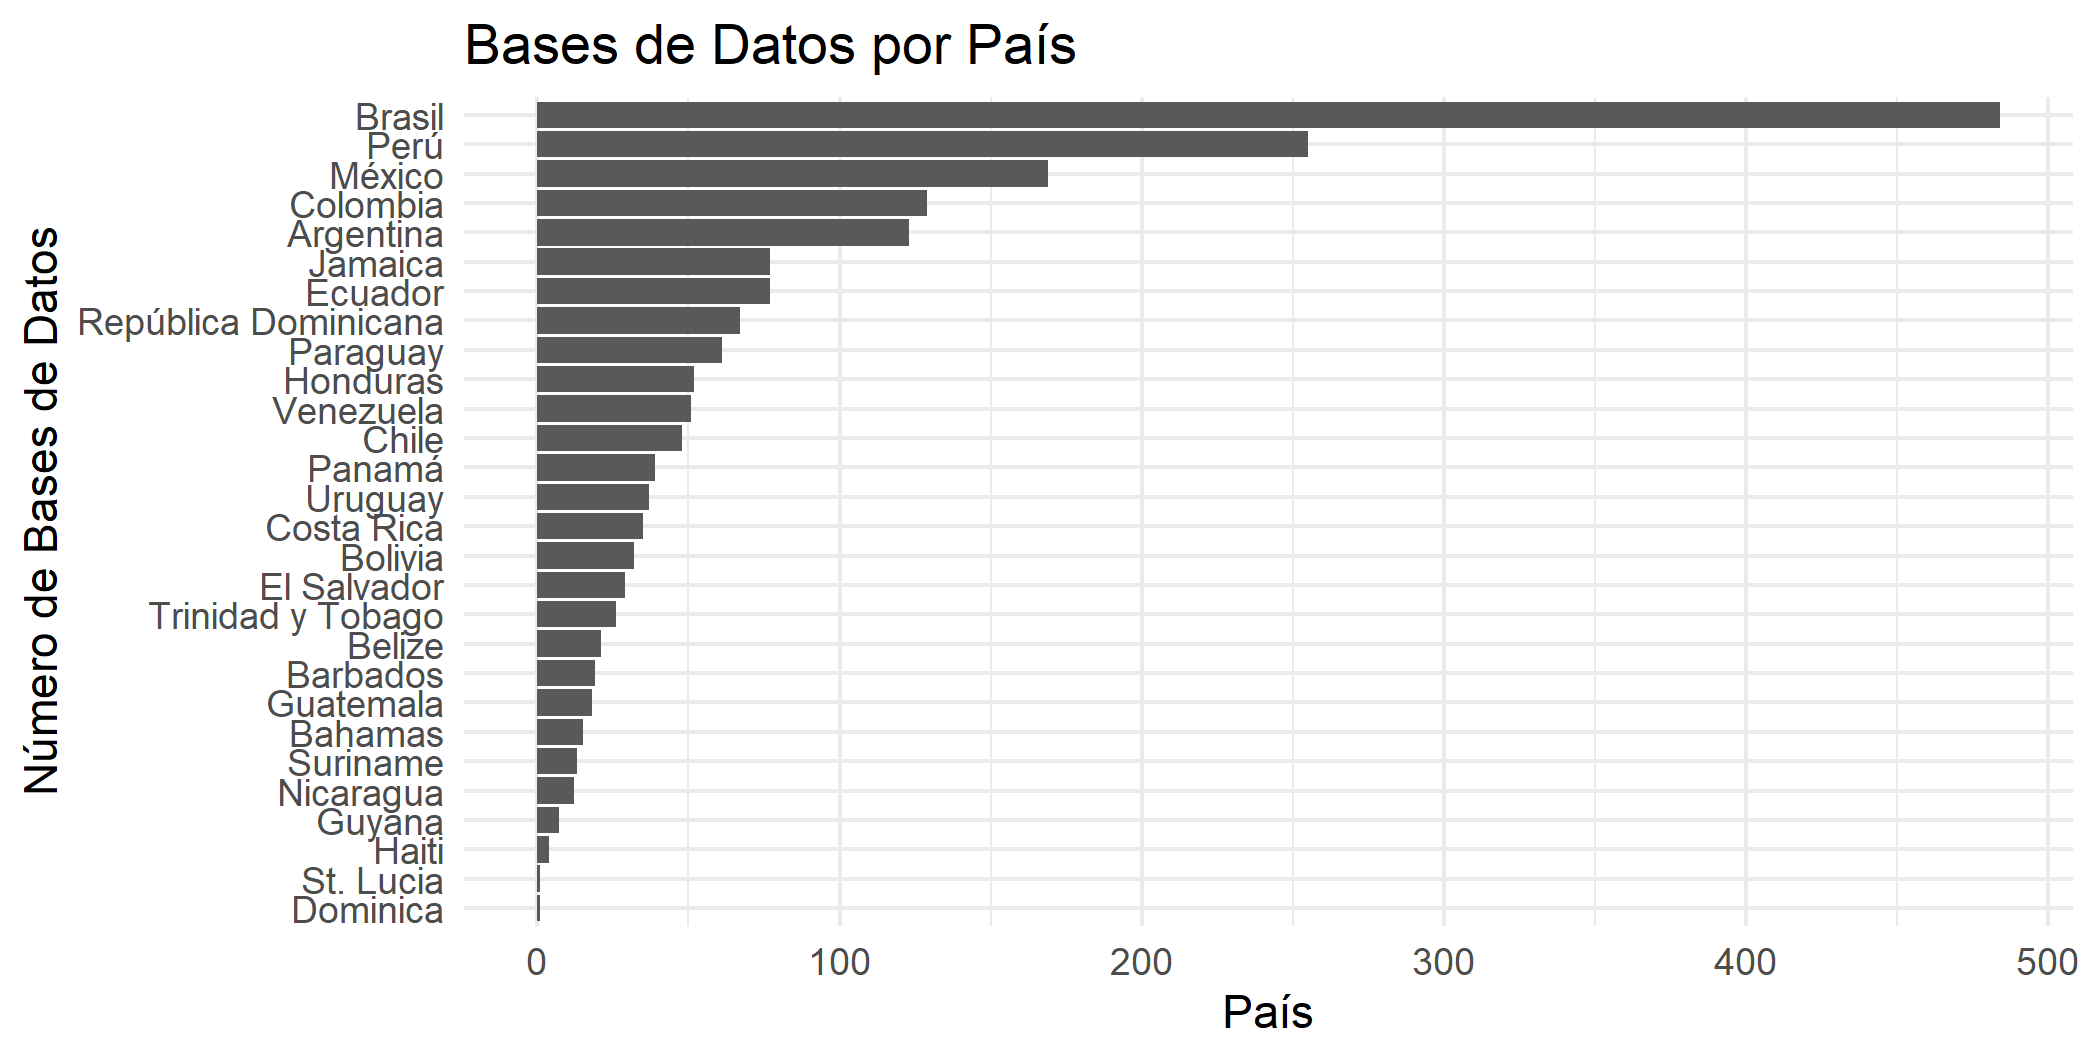 Bases de Datos por País
Número de Bases de Datos
Brasil
Perú
México
Colombia
Argentina
Jamaica
Ecuador
República Dominicana
Paraguay
Honduras
Venezuela
Chile
Panamá
Uruguay
Costa Rica
Bolivia
El Salvador
Trinidad y Tobago
Belize
Barbados
Guatemala
Bahamas
Suriname
Nicaragua
Guyana
Haiti
St. Lucia
Dominica
0 100 200 300 400 500
País